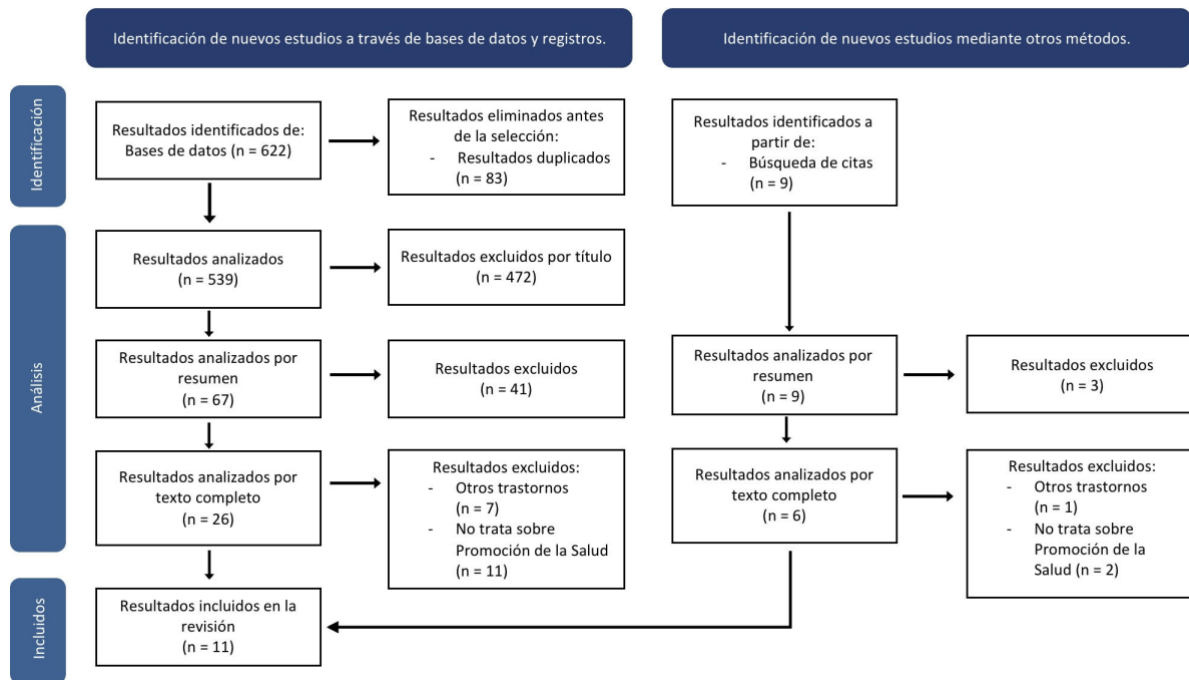 Identificación de nuevos estudios a través de bases de datos y registros.
Identificación de nuevos estudios mediante otros métodos.
Identificación
Resultados identificados de:
Bases de datos (n = 622)
Resultados eliminados antes
de la selección:
- Resultados duplicados
(n = 83)
Resultados identificados a
partir de:
- Búsqueda de citas
(n = 9)
Análisis
Resultados analizados
(n = 539)
Resultados excluidos por título
(n = 472)
Resultados analizados por
resumen
(n = 67)
Resultados excluidos
(n = 41)
Resultados analizados por
resumen
(n = 9)
Resultados excluidos
(n = 3)
Resultados analizados por
texto completo
(n = 26)
Resultados excluidos:
- Otros trastornos
(n = 7)
- No trata sobre
Promoción de la Salud
(n = 11)
Resultados analizados por
texto completo
(n = 6)
Resultados excluidos:
- Otros trastornos
(n = 1)
- No trata sobre
Promoción de la
Salud (n = 2)
Incluidos
Resultados incluidos en la
revisión
(n = 11)